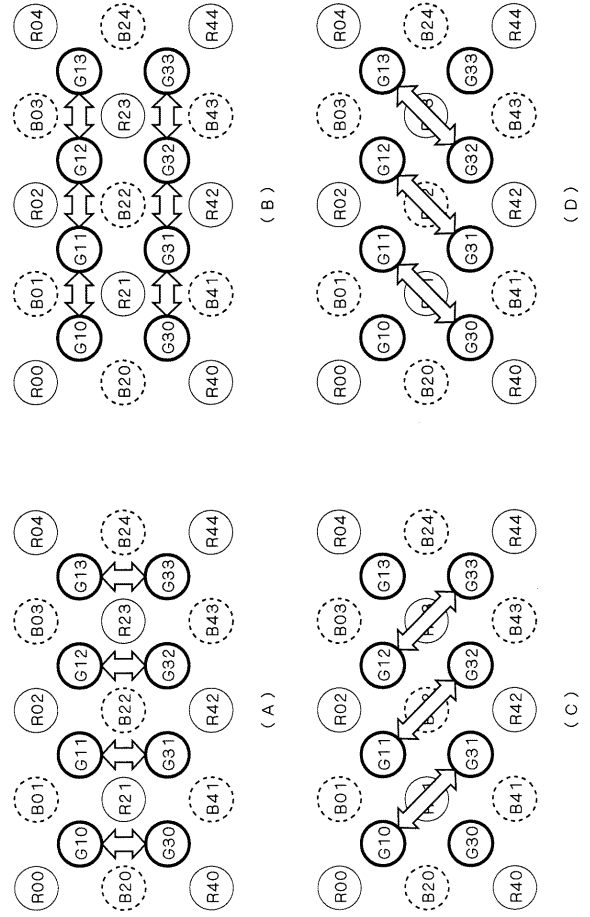 R00 B01 R02 B03 R04
G10 G11 G12 G13
B20 R21 B22 R23 B24
G30 G31 G32 G33
R40 B41 R42 B43 R44
(A)
R00 B01 R02 B03 R04
G10 G11 G12 G13
B20 R21 B22 R23 B24
G30 G31 G32 G33
R40 B41 R42 B43 R44
(B)
R00 B01 R02 B03 R04
G10 G11 G12 G13
B20 B24
G30 G31 G32 G33
R40 B41 R42 B43 R44
(C)
R00 B01 R02 B03 R04
G10 G11 G12 G13
B20 B24
G30 G31 G32 G33
R40 B41 R42 B43 R44
(D)